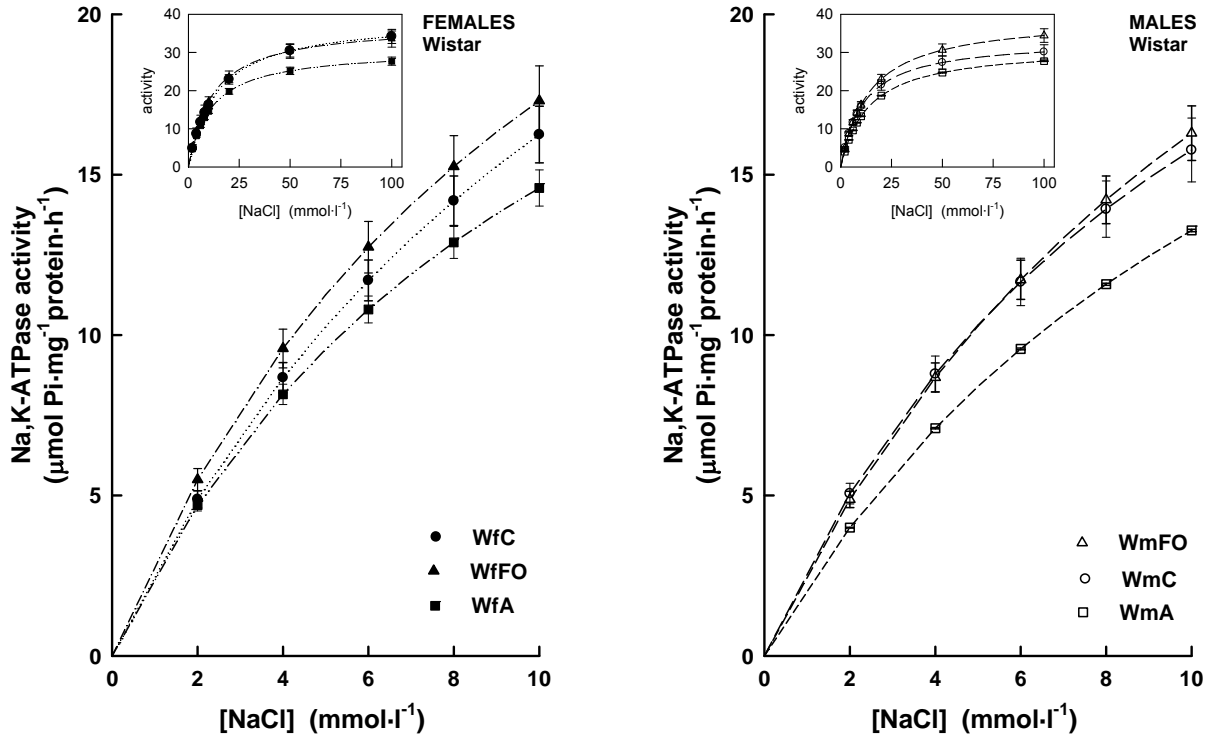 FEMALES
Wistar
activity
40
30
20
10
0
0 25 50 75 100
[NaCl] (mmol·l⁻¹)
Na,K-ATPase activity
(μmol Pi·mg⁻¹protein·h⁻¹)
20
15
10
5
0
WfC
WfFO
WfA
0 2 4 6 8 10
[NaCl] (mmol·l⁻¹)
MALES
Wistar
activity
40
30
20
10
0
0 25 50 75 100
[NaCl] (mmol·l⁻¹)
Na,K-ATPase activity
(μmol Pi·mg⁻¹protein·h⁻¹)
20
15
10
5
0
WmFO
WmC
WmA
0 2 4 6 8 10
[NaCl] (mmol·l⁻¹)